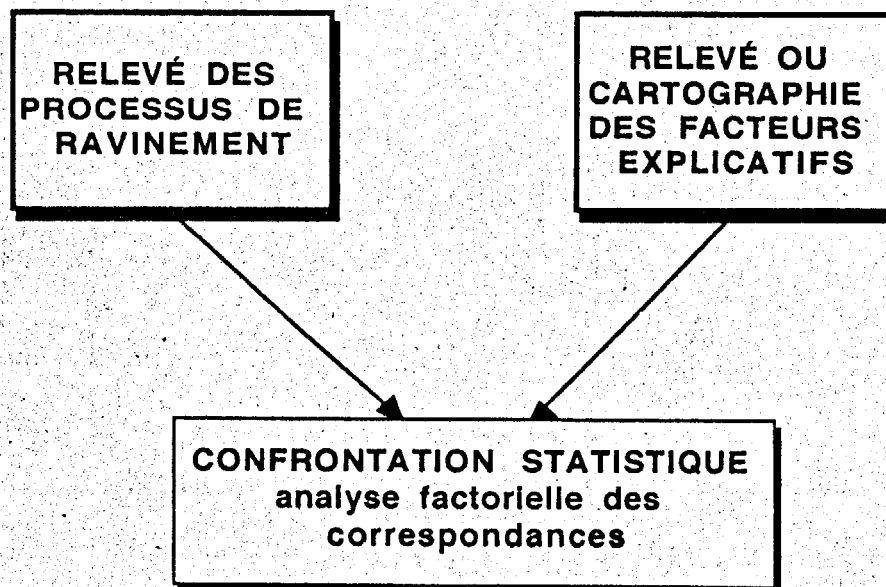 RELEVÉ DES
PROCESSUS DE
RAVINEMENT
RELEVÉ OU
CARTOGRAPHIE
DES FACTEURS
EXPLICATIFS
CONFRONTATION STATISTIQUE
analyse factorielle des
correspondances